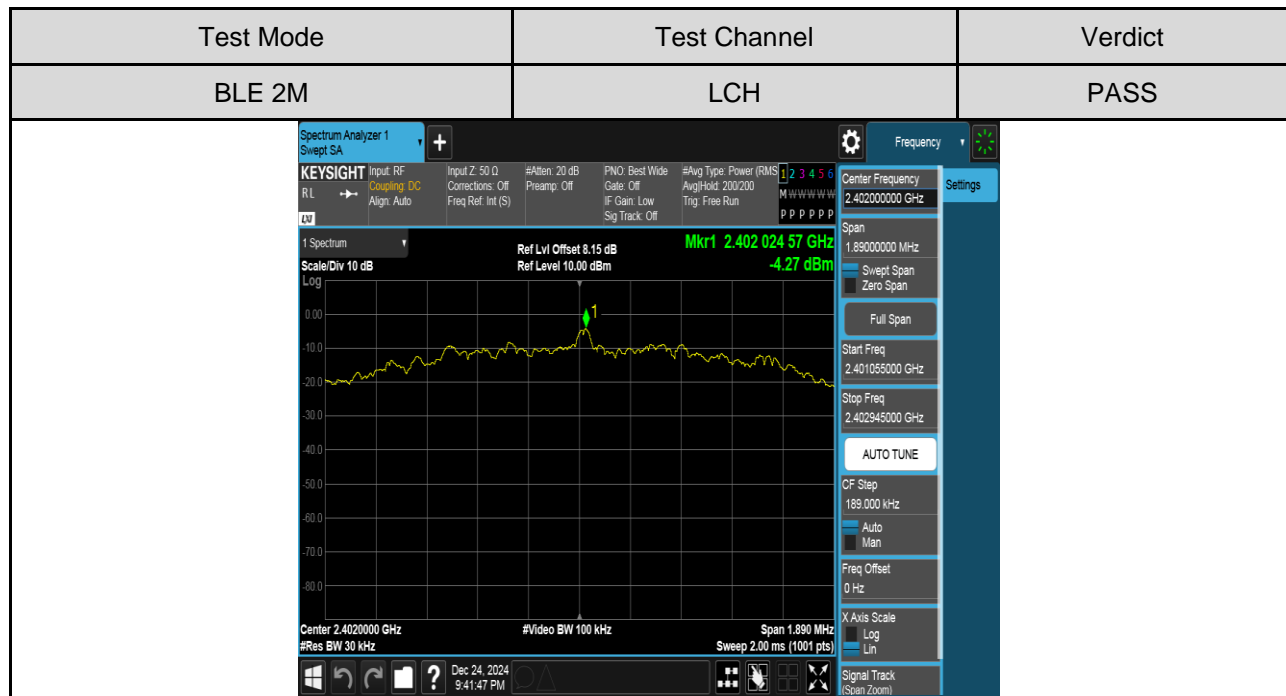 Test Mode Test Channel Verdict
BLE 2M LCH PASS
Spectrum Analyzer 1
Swept SA
+
Frequency
KEYSIGHT Input: RF Input Z: 50 Ω #Atten: 20 dB PNO: Best Wide #Avg Type: Power (RMS 1 2 3 4 5 6
RL Coupling: DC Corrections: Off Preamp: Off Gate: Off Avg|Hold: 200/200 M W W W W W
Align: Auto Freq Ref: Int (S) IF Gain: Low Trig: Free Run
LXI Sig Track: Off P P P P P P
1 Spectrum
Scale/Div 10 dB
Ref Lvl Offset 8.15 dB
Ref Level 10.00 dBm
Mkr1 2.402 024 57 GHz
-4.27 dBm
Log
1
0.00
-10.0
-20.0
-30.0
-40.0
-50.0
-60.0
-70.0
-80.0
Center 2.4020000 GHz #Video BW 100 kHz Span 1.890 MHz
#Res BW 30 kHz Sweep 2.00 ms (1001 pts)
?
Dec 24, 2024
9:41:47 PM
Center Frequency
2.402000000 GHz
Settings
Span
1.89000000 MHz
Swept Span
Zero Span
Full Span
Start Freq
2.401055000 GHz
Stop Freq
2.402945000 GHz
AUTO TUNE
CF Step
189.000 kHz
Auto
Man
Freq Offset
0 Hz
X Axis Scale
Log
Lin
Signal Track
(Span Zoom)